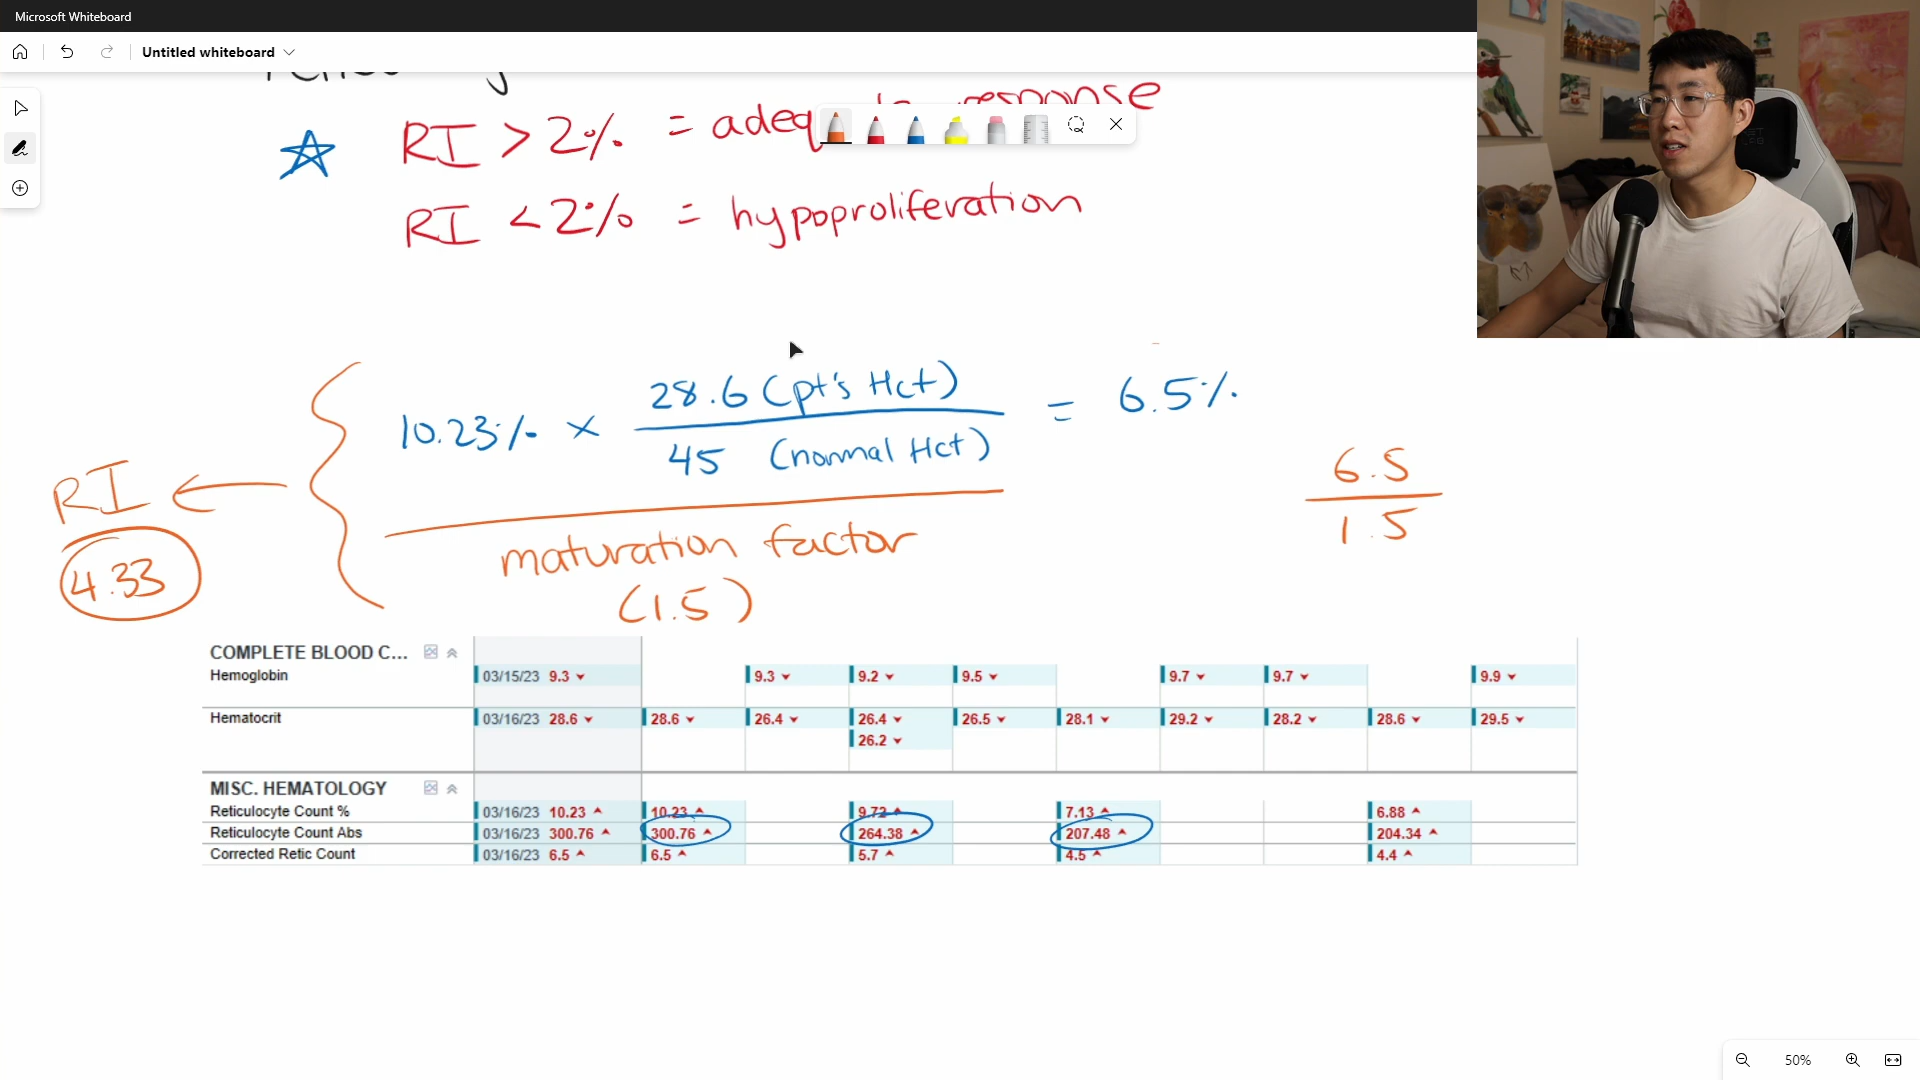 Microsoft Whiteboard
Untitled whiteboard
RI > 2% = adeq response
RI < 2% = hypoproliferation
28.6 (pt's Hct)
10.23% × = 6.5%
45 (normal Hct)
6.5
1.5
RI
4.33
maturation factor
(1.5)
COMPLETE BLOOD C...
Hemoglobin 03/15/23 9.3 9.3 9.2 9.5 9.7 9.7 9.9
Hematocrit 03/16/23 28.6 28.6 26.4 26.4 26.5 28.1 29.2 28.2 28.6 29.5
26.2
MISC. HEMATOLOGY
Reticulocyte Count % 03/16/23 10.23 10.23 9.72 7.13 6.88
Reticulocyte Count Abs 03/16/23 300.76 300.76 264.38 207.48 204.34
Corrected Retic Count 03/16/23 6.5 6.5 5.7 4.5 4.4
50%